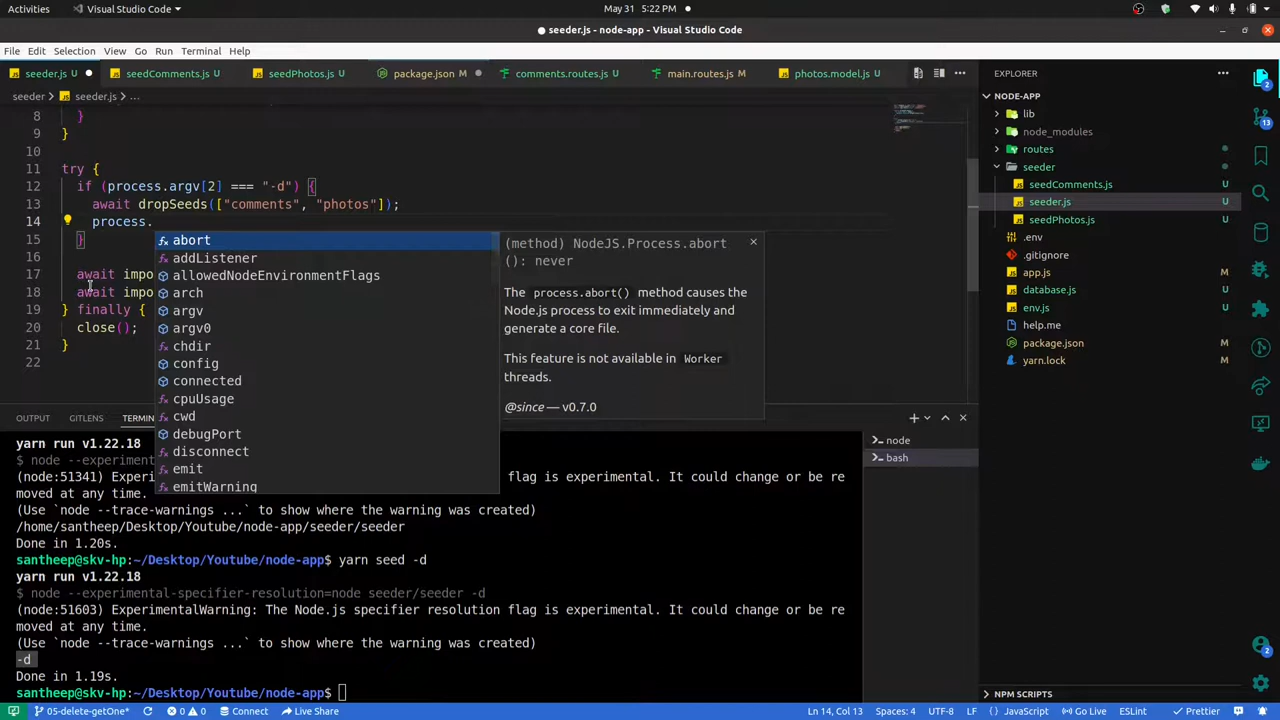 Activities
Visual Studio Code
May 31 5:22 PM
seeder.js - node-app - Visual Studio Code
File Edit Selection View Go Run Terminal Help
seeder.js seedComments.js seedPhotos.js package.json comments.routes.js main.routes.js photos.model.js
seeder > seeder.js > ...
8 }
9 }
10
11 try {
12 if (process.argv[2] === "-d") {
13 await dropSeeds(["comments", "photos"]);
14 process.
15 }
16
17 await impo
18 await impo
19 } finally {
20 close();
21 }
22
abort
addListener
allowedNodeEnvironmentFlags
arch
argv
argv0
chdir
config
connected
cpuUsage
cwd
debugPort
disconnect
emit
emitWarning
(method) NodeJS.Process.abort
(): never
The process.abort() method causes the
Node.js process to exit immediately and
generate a core file.
This feature is not available in Worker
threads.
@since — v0.7.0
OUTPUT GITLENS TERMIN
yarn run v1.22.18
$ node --experiment
(node:51341) Experi flag is experimental. It could change or be re
moved at any time.
(Use `node --trace-warnings ...` to show where the warning was created)
/home/santheep/Desktop/Youtube/node-app/seeder/seeder
Done in 1.20s.
santheep@skv-hp:~/Desktop/Youtube/node-app$ yarn seed -d
yarn run v1.22.18
$ node --experimental-specifier-resolution=node seeder/seeder -d
(node:51603) ExperimentalWarning: The Node.js specifier resolution flag is experimental. It could change or be re
moved at any time.
(Use `node --trace-warnings ...` to show where the warning was created)
-d
Done in 1.19s.
santheep@skv-hp:~/Desktop/Youtube/node-app$
node
bash
EXPLORER
NODE-APP
lib
node_modules
routes
seeder
seedComments.js U
seeder.js U
seedPhotos.js U
.env
.gitignore
app.js M
database.js U
env.js U
help.me
package.json M
yarn.lock M
NPM SCRIPTS
2
13
2
05-delete-getOne* 0 0 Connect Live Share Ln 14, Col 13 Spaces: 4 UTF-8 LF JavaScript Go Live ESLint Prettier